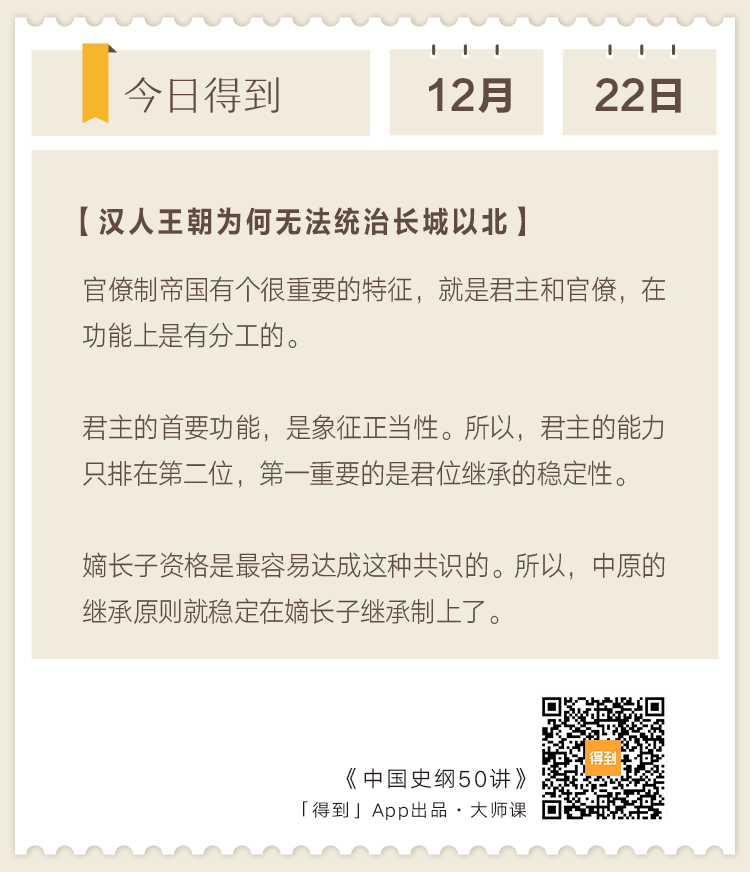 今日得到
12月
22日
【汉人王朝为何无法统治长城以北】
官僚制帝国有个很重要的特征，就是君主和官僚，在
功能上是有分工的。
君主的首要功能，是象征正当性。所以，君主的能力
只排在第二位，第一重要的是君位继承的稳定性。
嫡长子资格是最容易达成这种共识的。所以，中原的
继承原则就稳定在嫡长子继承制上了。
得到
《中国史纲50讲》
「得到」App出品·大师课